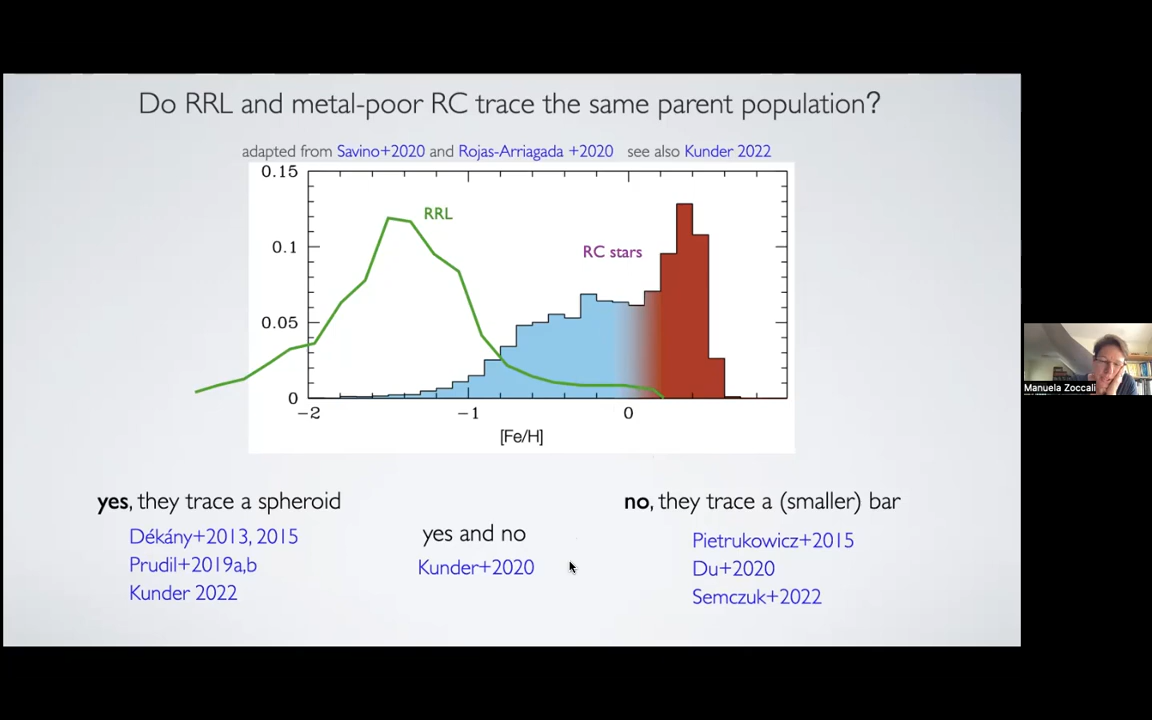 Do RRL and metal-poor RC trace the same parent population?
adapted from Savino+2020 and Rojas-Arriagada +2020 see also Kunder 2022
0.15
0.1
0.05
0
−2
−1
0
[Fe/H]
RRL
RC stars
yes, they trace a spheroid
Dékány+2013, 2015
Prudil+2019a,b
Kunder 2022
yes and no
Kunder+2020
no, they trace a (smaller) bar
Pietrukowicz+2015
Du+2020
Semczuk+2022
Manuela Zoccali